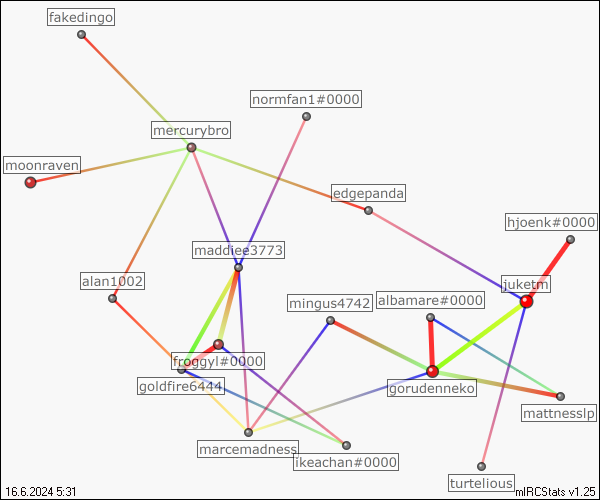 fakedingo
normfan1#0000
mercurybro
moonraven
edgepanda
hjoenk#0000
maddiee3773
alan1002
juketm
mingus4742
albamare#0000
froggyl#0000
goldfire6444
gorudenneko
mattnesslp
marcemadness
ikeachan#0000
turtelious
16.6.2024 5:31
mIRCStats v1.25